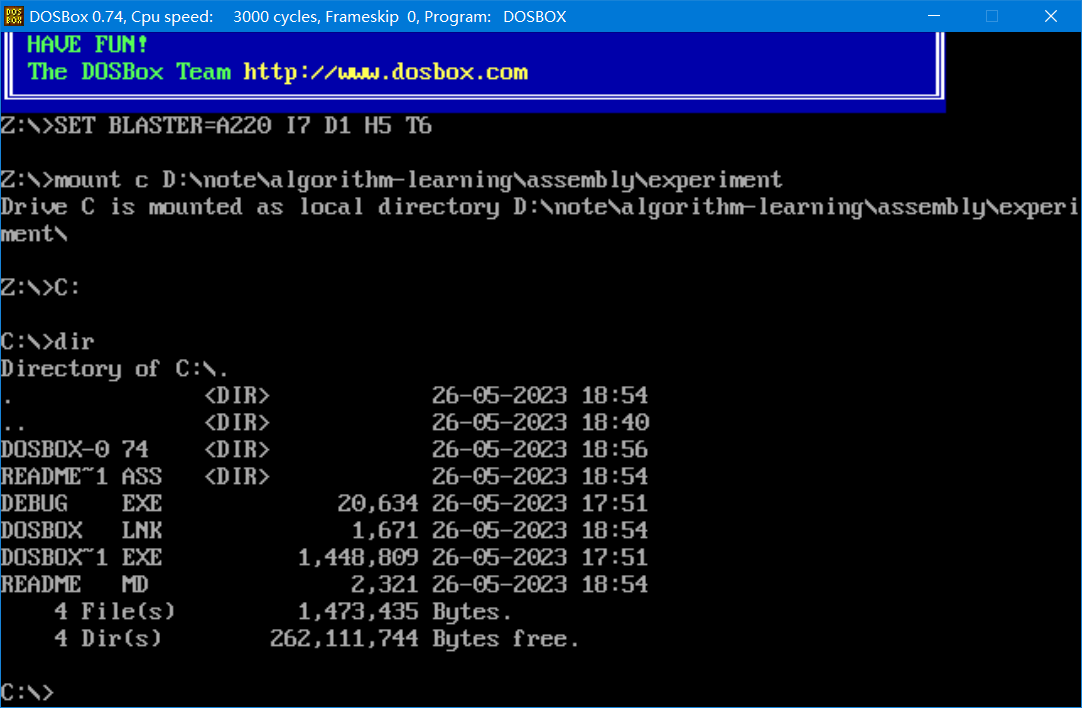 DOSBox 0.74, Cpu speed: 3000 cycles, Frameskip 0, Program: DOSBOX
HAVE FUN!
The DOSBox Team http://www.dosbox.com
Z:\>SET BLASTER=A220 I7 D1 H5 T6
Z:\>mount c D:\note\algorithm-learning\assembly\experiment
Drive C is mounted as local directory D:\note\algorithm-learning\assembly\experi
ment\
Z:\>C:
C:\>dir
Directory of C:\.
. <DIR> 26-05-2023 18:54
.. <DIR> 26-05-2023 18:40
DOSBOX-0 74 <DIR> 26-05-2023 18:56
README~1 ASS <DIR> 26-05-2023 18:54
DEBUG EXE 20,634 26-05-2023 17:51
DOSBOX LNK 1,671 26-05-2023 18:54
DOSBOX~1 EXE 1,448,809 26-05-2023 17:51
README MD 2,321 26-05-2023 18:54
4 File(s) 1,473,435 Bytes.
4 Dir(s) 262,111,744 Bytes free.
C:\>